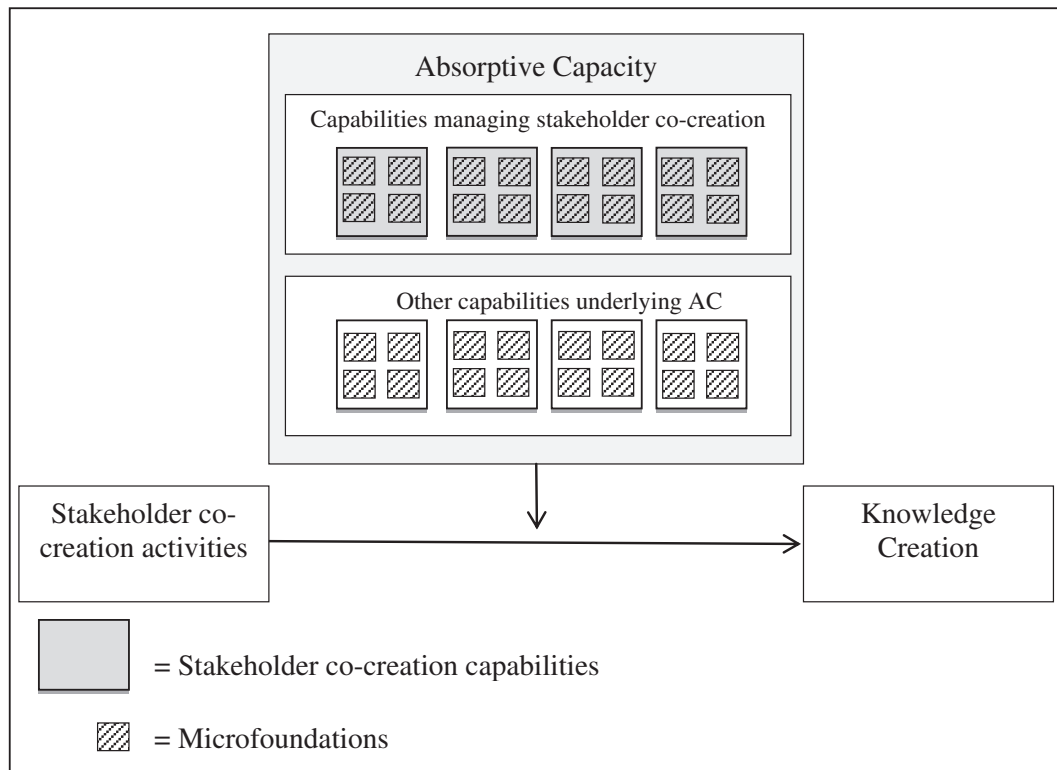 Absorptive Capacity
Capabilities managing stakeholder co-creation
Other capabilities underlying AC
Stakeholder co-
creation activities
Knowledge
Creation
= Stakeholder co-creation capabilities
= Microfoundations